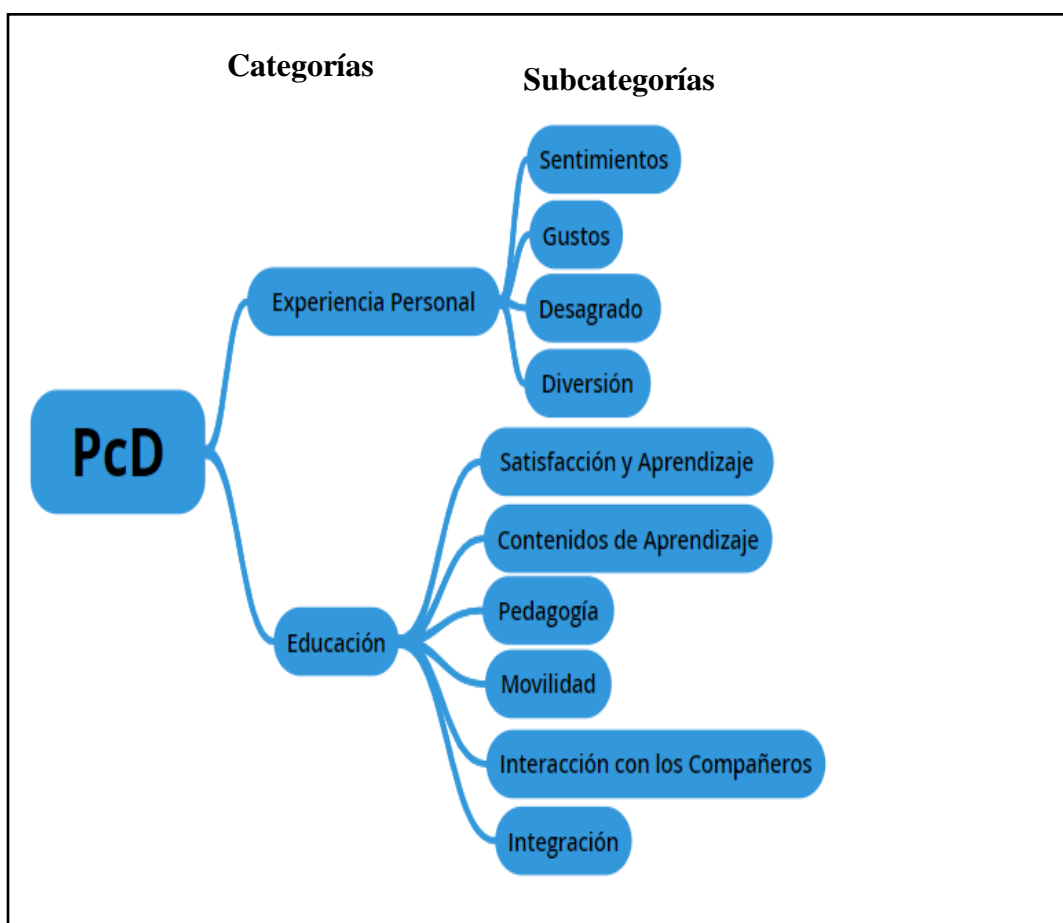 Categorías
Subcategorías
PcD
Experiencia Personal
Sentimientos
Gustos
Desagrado
Diversión
Educación
Satisfacción y Aprendizaje
Contenidos de Aprendizaje
Pedagogía
Movilidad
Interacción con los Compañeros
Integración